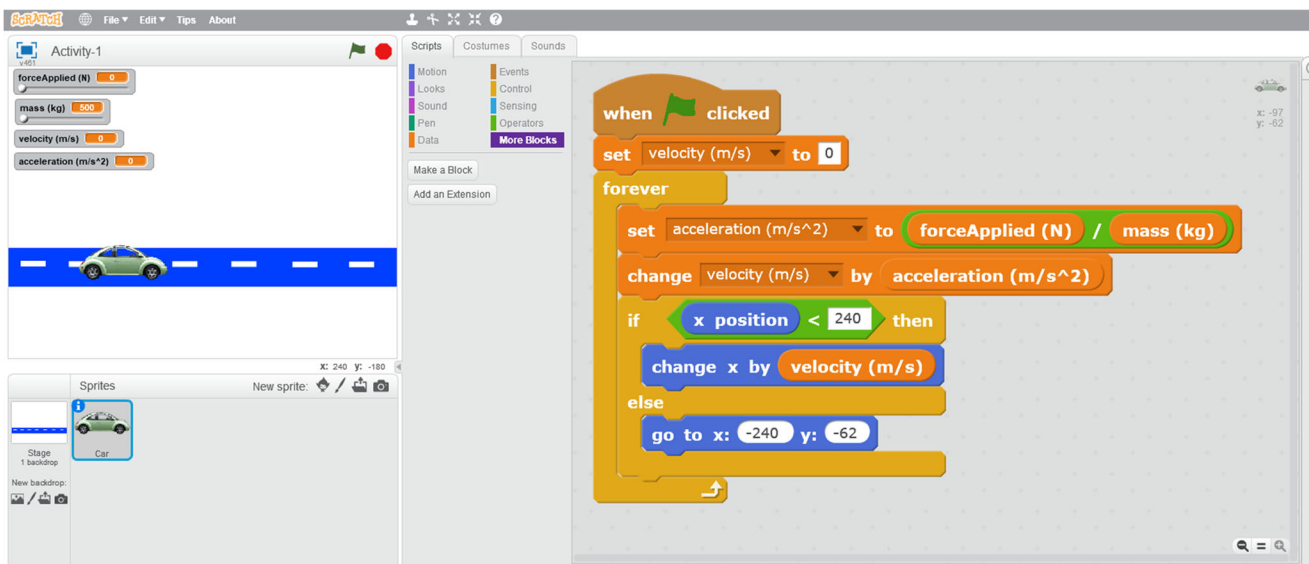 SCRATCH File Edit Tips About
Activity-1
v461
forceApplied (N) 0
mass (kg) 500
velocity (m/s) 0
acceleration (m/s^2) 0
X: 240 y: -180
Sprites New sprite:
Stage
1 backdrop
New backdrop:
Car
Scripts Costumes Sounds
Motion Events
Looks Control
Sound Sensing
Pen Operators
Data More Blocks
Make a Block
Add an Extension
when clicked
set velocity (m/s) to 0
forever
set acceleration (m/s^2) to forceApplied (N) / mass (kg)
change velocity (m/s) by acceleration (m/s^2)
if x position < 240 then
change x by velocity (m/s)
else
go to x: -240 y: -62
x: -97
y: -62